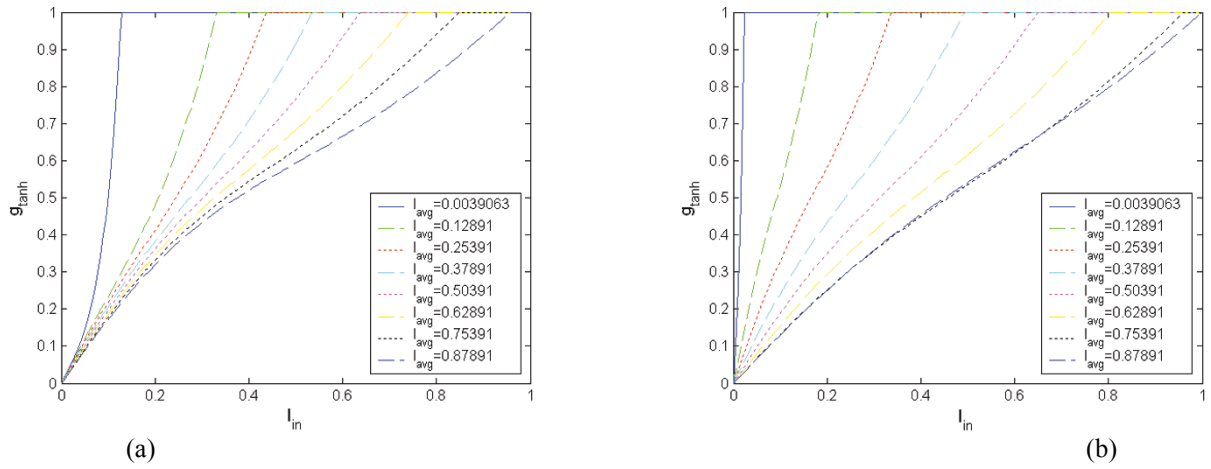 1
0.9
0.8
0.7
0.6
0.5
0.4
0.3
0.2
0.1
0
g_tanh
0 0.2 0.4 0.6 0.8 1
I_in
I_avg=0.0039063
I_avg=0.12891
I_avg=0.25391
I_avg=0.37891
I_avg=0.50391
I_avg=0.62891
I_avg=0.75391
I_avg=0.87891
(a)
1
0.9
0.8
0.7
0.6
0.5
0.4
0.3
0.2
0.1
0
g_tanh
0 0.2 0.4 0.6 0.8 1
I_in
I_avg=0.0039063
I_avg=0.12891
I_avg=0.25391
I_avg=0.37891
I_avg=0.50391
I_avg=0.62891
I_avg=0.75391
I_avg=0.87891
(b)